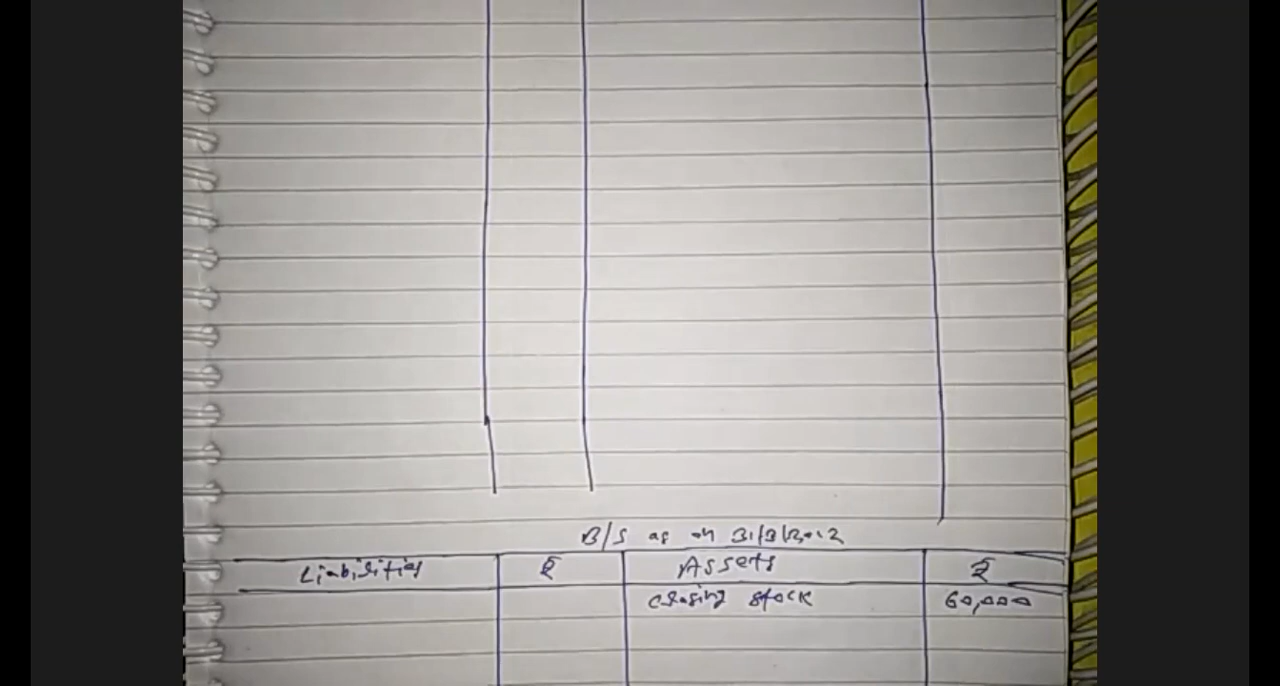 B/S as on 31/3/2012
Liabilities ₹ Assets ₹
Closing stock 60,000